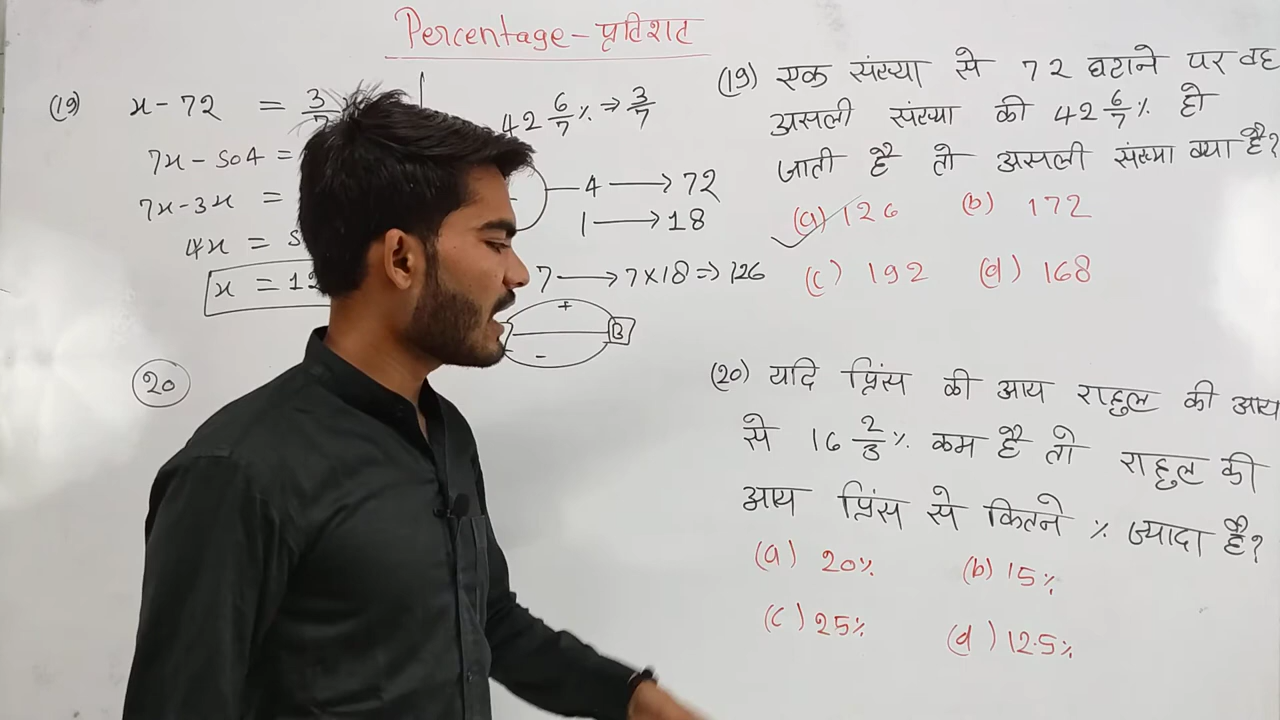 Percentage - प्रतिशत
(19) x - 72 = 3/7
7x - 504 =
7x - 3x =
4x =
x = 12
42 6/7 % ⇒ 3/7
4 ⟶ 72
1 ⟶ 18
7 ⟶ 7×18 ⇒ 126
+
B
-
(20)
(19) एक संख्या से 72 घटाने पर वह
असली संख्या की 42 6/7 % हो
जाती है तो असली संख्या क्या है?
(a) 126 (b) 172
(c) 192 (d) 168
(20) यदि प्रिंस की आय राहुल की आय
से 16 2/3 % कम है तो राहुल की
आय प्रिंस से कितने % ज्यादा है?
(a) 20% (b) 15%
(c) 25% (d) 12.5%